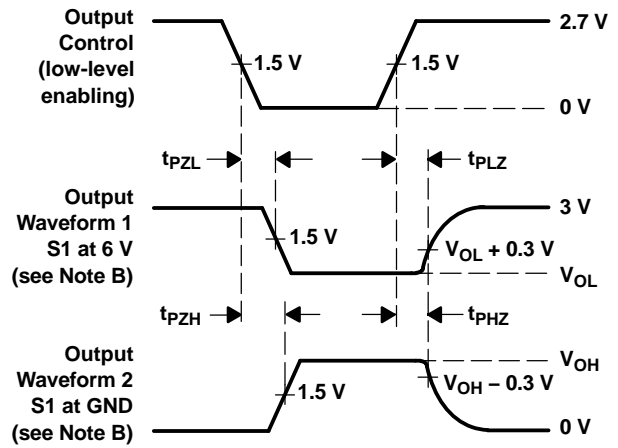 Output
Control
(low-level
enabling)
2.7 V
1.5 V
1.5 V
0 V
tPZL
tPLZ
Output
Waveform 1
S1 at 6 V
(see Note B)
3 V
1.5 V
VOL + 0.3 V
VOL
tPZH
tPHZ
Output
Waveform 2
S1 at GND
(see Note B)
VOH
1.5 V
VOH − 0.3 V
0 V